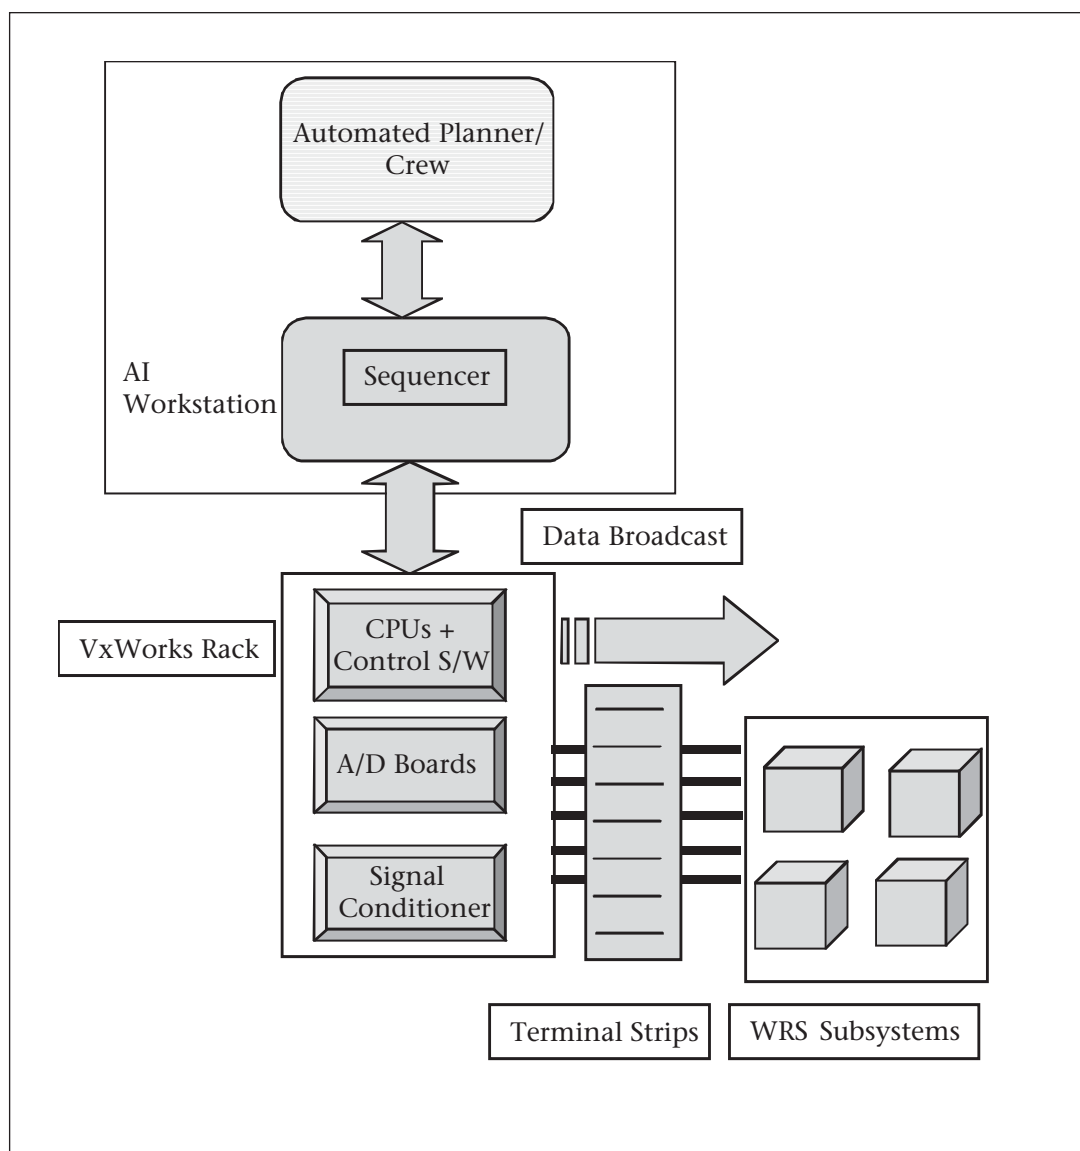 Automated Planner/
Crew
AI
Workstation
Sequencer
Data Broadcast
VxWorks Rack
CPUs +
Control S/W
A/D Boards
Signal
Conditioner
Terminal Strips
WRS Subsystems